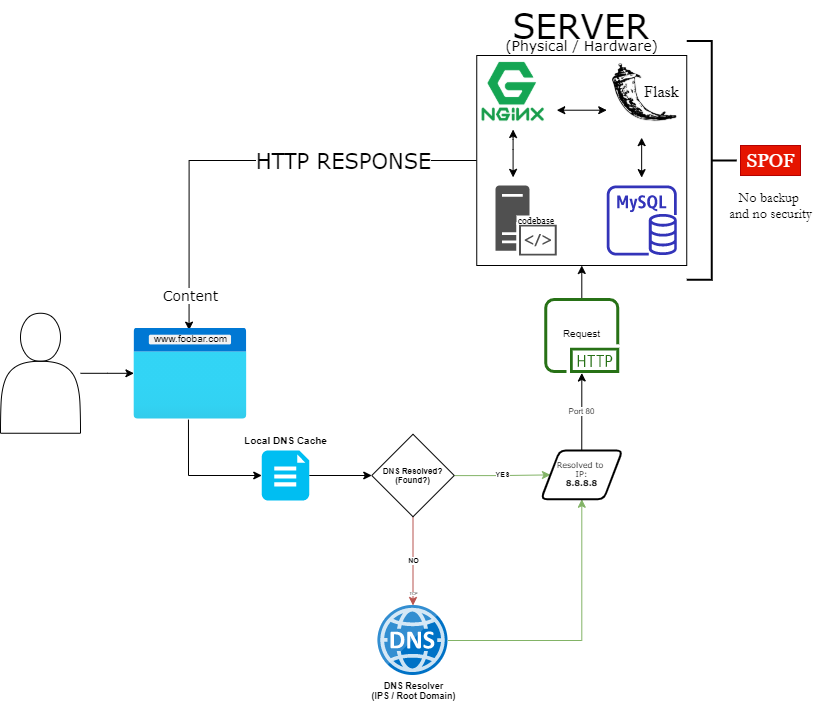 SERVER
(Physical / Hardware)
NGINX
Flask
MySQL
codebase
</>
SPOF
No backup
and no security
HTTP RESPONSE
Content
www.foobar.com
Request
HTTP
Port 80
Local DNS Cache
DNS Resolved?
(Found?)
YES
Resolved to
IP:
8.8.8.8
NO
DNS
DNS Resolver
(IPS / Root Domain)